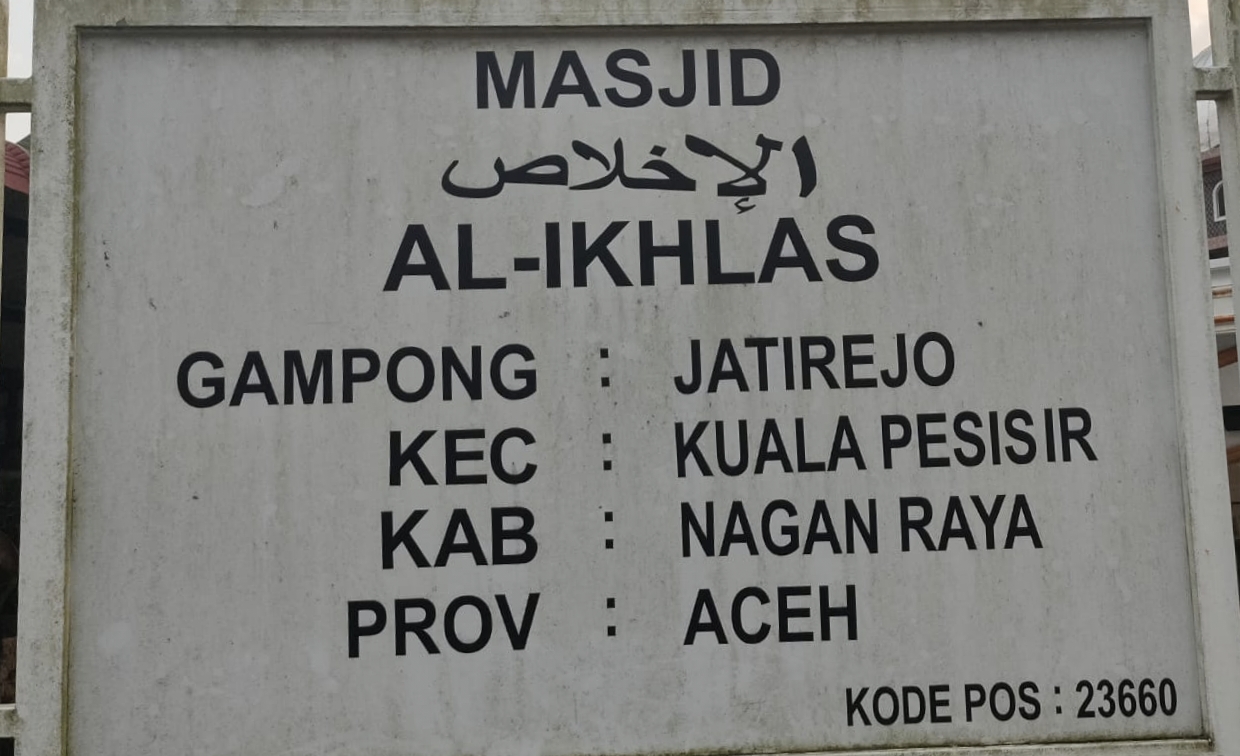 MASJID
الإخلاص
AL-IKHLAS
GAMPONG : JATIREJO
KEC : KUALA PESISIR
KAB : NAGAN RAYA
PROV : ACEH
KODE POS : 23660